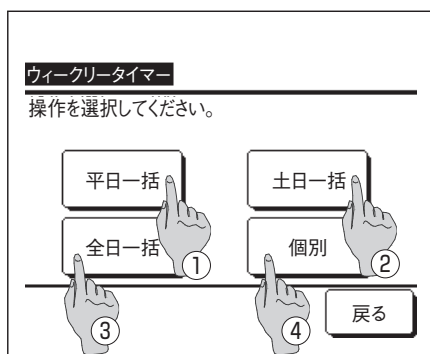 ウィークリータイマー
操作を選択してください。
平日一括 土日一括
① ②
全日一括 個別
③ ④
戻る